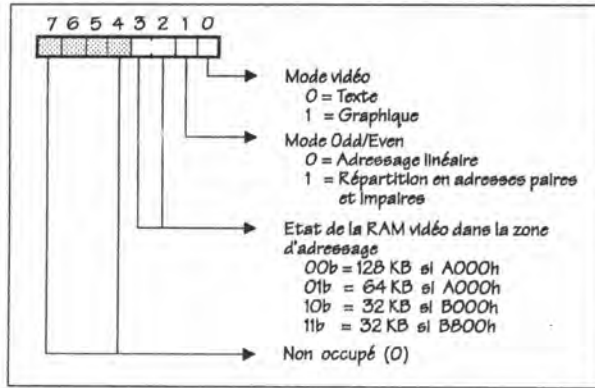 7 6 5 4 3 2 1 0
Mode vidéo
0 = Texte
1 = Graphique
Mode Odd/Even
0 = Adressage linéaire
1 = Répartition en adresses paires
et impaires
Etat de la RAM vidéo dans la zone
d'adressage
00b = 128 KB si A000h
01b = 64 KB si A000h
10b = 32 KB si B000h
11b = 32 KB si B800h
Non occupé (0)